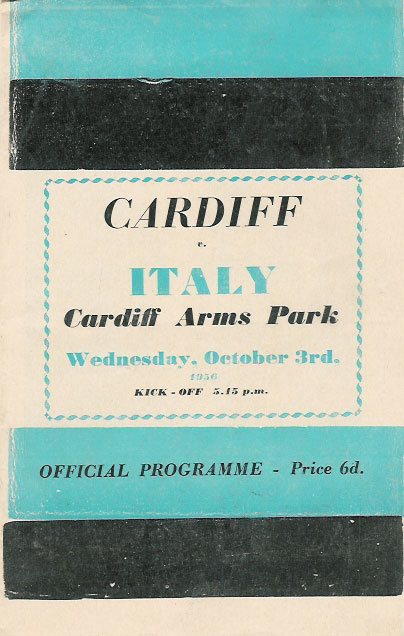 CARDIFF
v.
ITALY
Cardiff Arms Park
Wednesday, October 3rd.
1956
KICK - OFF 5.15 p.m.
OFFICIAL PROGRAMME - Price 6d.